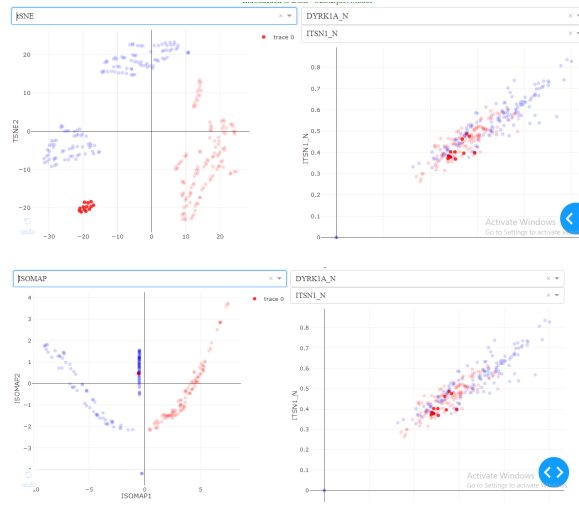 tSNE × ▾
DYRK1A_N ×
ITSN1_N ×
trace 0
TSNE2
20
10
0
−10
−20
−30 −20 −10 0 10 20
ITSN1_N
0.8
0.7
0.6
0.5
0.4
0.3
0.2
0.1
0
Activate Windows
Go to Settings to activate
undo
ISOMAP × ▾
DYRK1A_N × ▾
ITSN1_N × ▾
trace 0
ISOMAP2
4
3
2
1
0
−1
−2
−3
−5 0 5
ISOMAP1
ITSN1_N
0.8
0.7
0.6
0.5
0.4
0.3
0.2
0.1
0
Activate Windows
Go to Settings to activate
undo